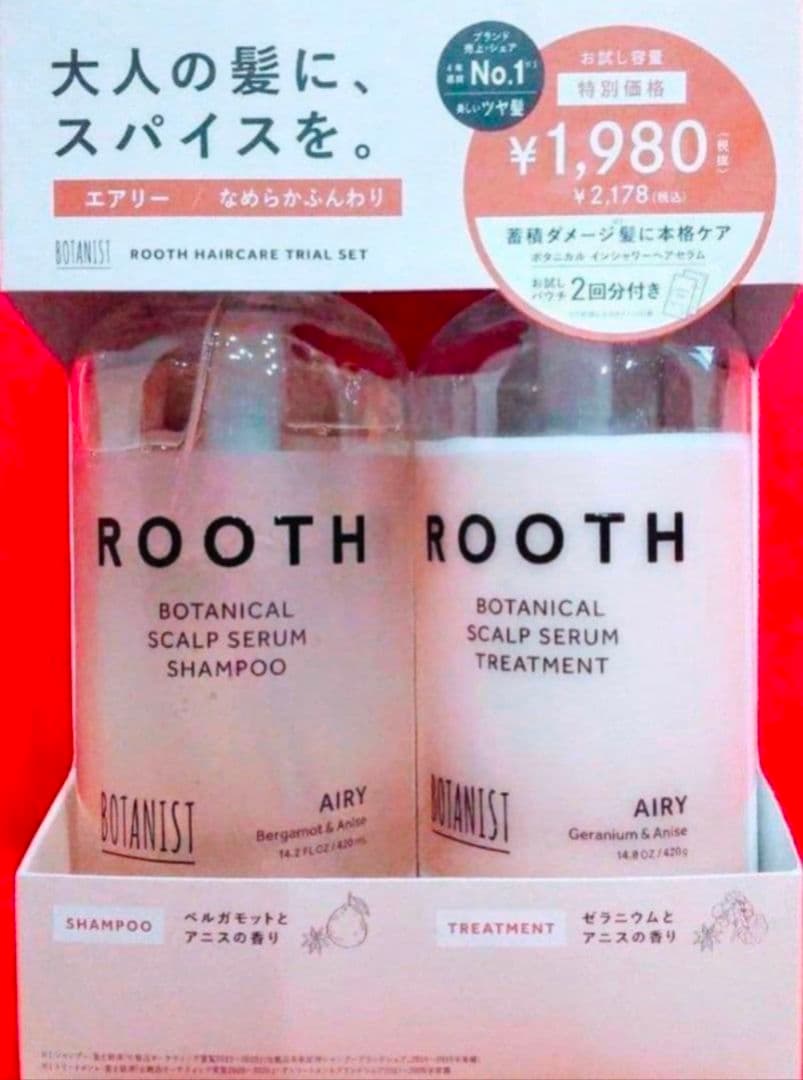 大人の髪に、
スパイスを。
エアリー / なめらかふんわり
BOTANIST ROOTH HAIRCARE TRIAL SET
ブランド
売上・シェア
No.1
美しいツヤ髪
お試し容量
特別価格
¥1,980(税抜)
¥2,178(税込)
蓄積ダメージ髪に本格ケア
ボタニカル インシャワーヘアセラム
お試し
パウチ 2回分付き
ROOTH
BOTANICAL
SCALP SERUM
SHAMPOO
BOTANIST
AIRY
Bergamot & Anise
14.2 FL OZ / 420 mL
ROOTH
BOTANICAL
SCALP SERUM
TREATMENT
BOTANIST
AIRY
Geranium & Anise
14.8 OZ / 420g
SHAMPOO
ベルガモットと
アニスの香り
TREATMENT
ゼラニウムと
アニスの香り